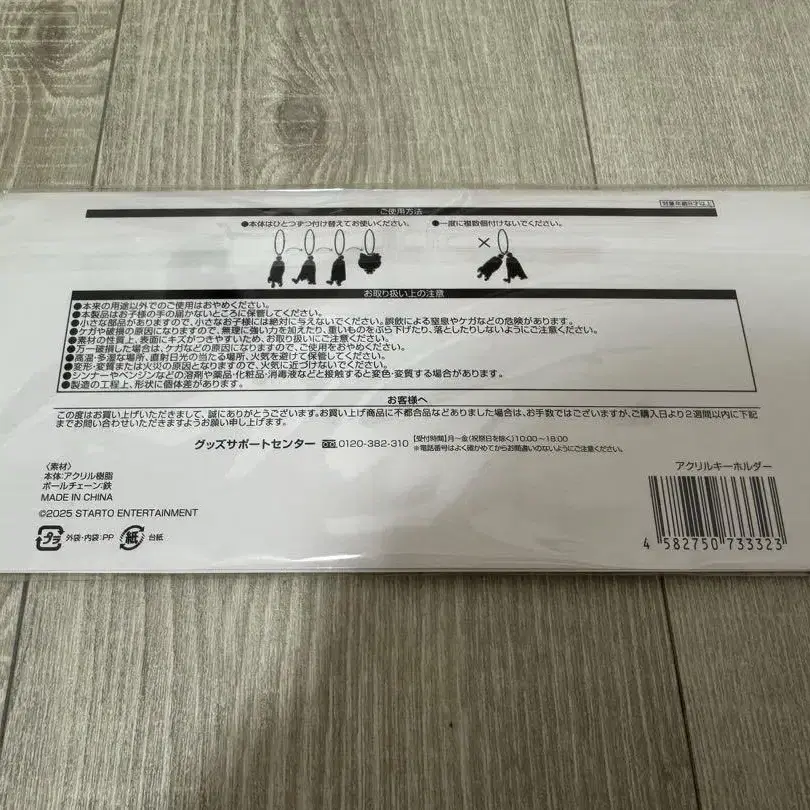 ご使用方法
対象年齢8才以上
●本体はひとつずつ付け替えてお使いください。
●一度に複数個付けないでください。
×
お取り扱い上の注意
●本来の用途以外でのご使用はおやめください。
●本製品はお子様の手の届かないところに保管してください。
●小さな部品がありますので、小さなお子様には絶対に与えないでください。誤飲による窒息やケガなどの危険があります。
●ケガや破損の原因になりますので、無理に強い力を加えたり、重いものをぶら下げたり、落としたりしないようにご注意ください。
●素材の性質上、表面にキズがつきやすいため、お取り扱いにご注意ください。
●万一破損した場合は、ケガなどの原因になりますので、ご使用をおやめください。
●高温・多湿な場所、直射日光の当たる場所、火気を避けて保管してください。
●変形・変質または火災の原因となりますので、火気に近づけないでください。
●シンナーやベンジンなどの溶剤や薬品・化粧品・消毒液などと接触すると変色・変質する場合があります。
●製造の工程上、形状に個体差があります。
お客様へ
この度はお買い上げいただきまして、誠にありがとうございます。お買い上げ商品に不都合品などありました場合は、お手数ではございますが、ご購入日より2週間以内に下記
までお問い合わせいただきますようお願い申し上げます。
グッズサポートセンター 0120-382-310 【受付時間】月~金(祝祭日を除く)10:00~18:00
*電話番号はよく確かめてからお間違いのないようにご注意ください。
〈素材〉
本体:アクリル樹脂
ボールチェーン:鉄
MADE IN CHINA
©2025 STARTO ENTERTAINMENT
プラ 外袋・内袋:PP 紙 台紙
アクリルキーホルダー
4 582750 733323